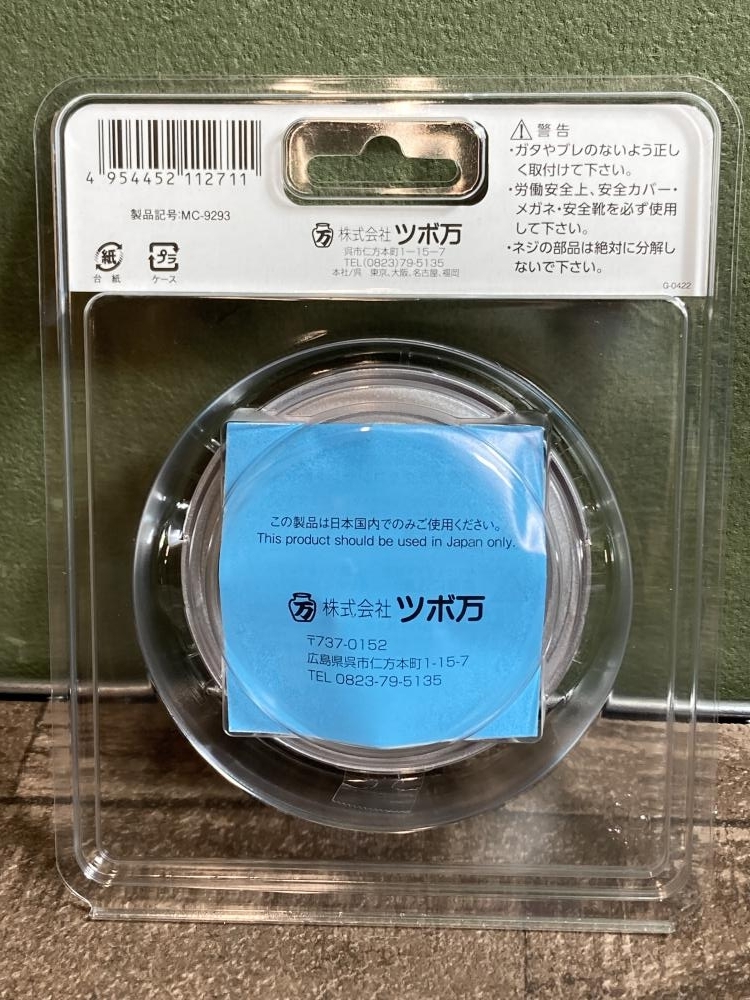 4 954452 112711
製品記号:MC-9293
紙
台紙
プラ
ケース
万 株式会社 ツボ万
呉市仁方本町1-15-7
TEL(0823)79-5135
本社/呉 東京、大阪、名古屋、福岡
警告
・ガタやブレのないよう正し
く取付けて下さい。
・労働安全上、安全カバー・
メガネ・安全靴を必ず使用
して下さい。
・ネジの部品は絶対に分解し
ないで下さい。
G-0422
この製品は日本国内でのみご使用ください。
This product should be used in Japan only.
万 株式会社 ツボ万
〒737-0152
広島県呉市仁方本町1-15-7
TEL 0823-79-5135